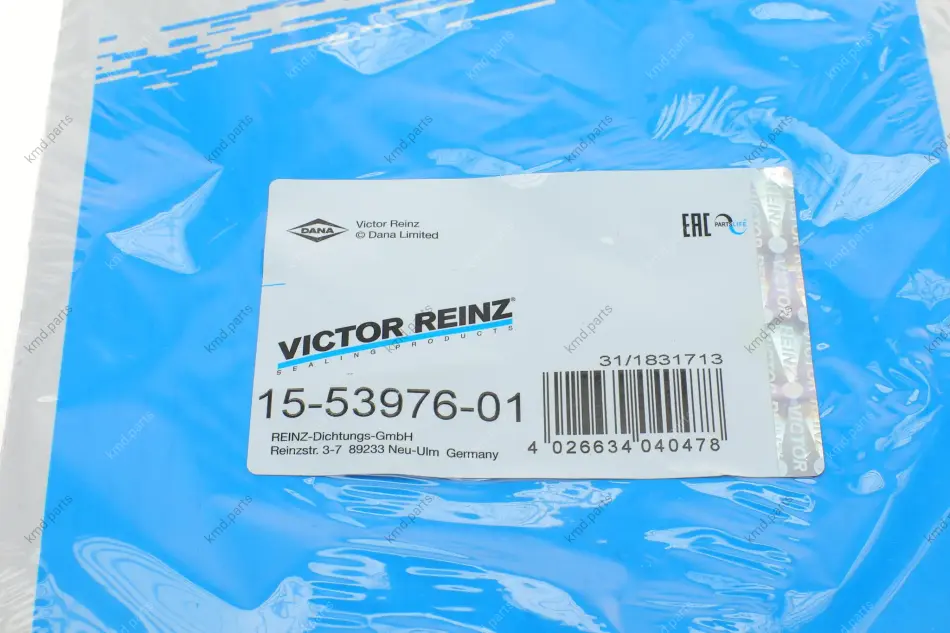 DANA
Victor Reinz
© Dana Limited
EAC
PARTSLIFE
VICTOR REINZ®
SEALING PRODUCTS
31/1831713
15-53976-01
4 026634 040478
REINZ-Dichtungs-GmbH
Reinzstr. 3-7 89233 Neu-Ulm Germany
VICTOR
kmd.parts